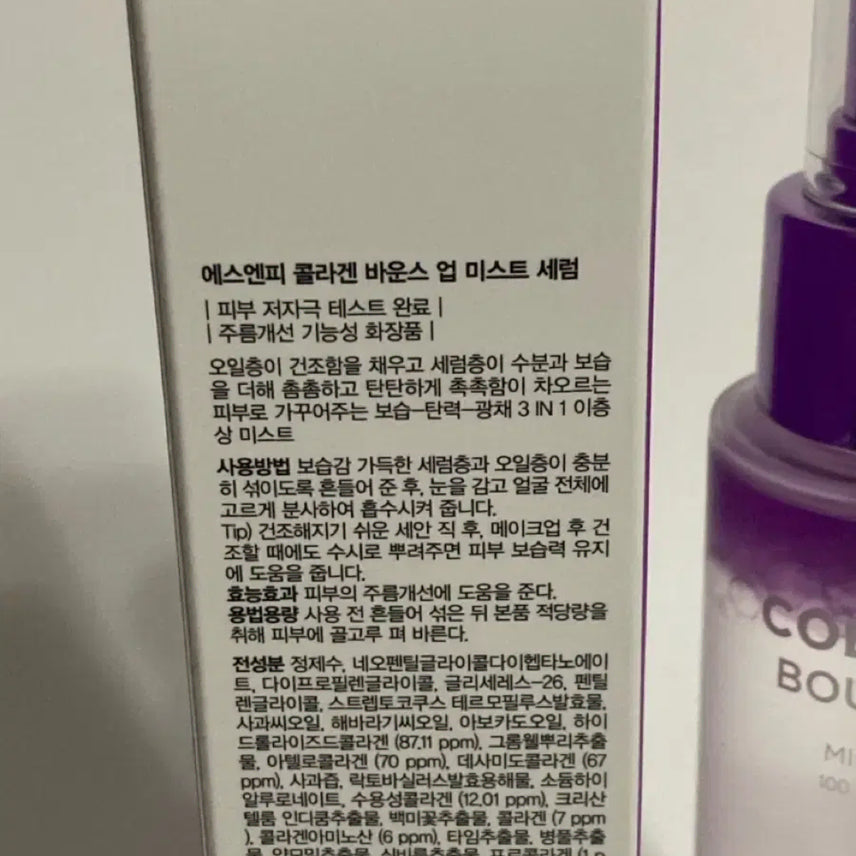 에스엔피 콜라겐 바운스 업 미스트 세럼
| 피부 저자극 테스트 완료 |
| 주름개선 기능성 화장품 |
오일층이 건조함을 채우고 세럼층이 수분과 보습
을 더해 촘촘하고 탄탄하게 촉촉함이 차오르는
피부로 가꾸어주는 보습-탄력-광채 3 IN 1 이층
상 미스트
사용방법 보습감 가득한 세럼층과 오일층이 충분
히 섞이도록 흔들어 준 후, 눈을 감고 얼굴 전체에
고르게 분사하여 흡수시켜 줍니다.
Tip) 건조해지기 쉬운 세안 직 후, 메이크업 후 건
조할 때에도 수시로 뿌려주면 피부 보습력 유지
에 도움을 줍니다.
효능효과 피부의 주름개선에 도움을 준다.
용법용량 사용 전 흔들어 섞은 뒤 본품 적당량을
취해 피부에 골고루 펴 바른다.
전성분 정제수, 네오펜틸글라이콜다이헵타노에이
트, 다이프로필렌글라이콜, 글리세레스-26, 펜틸
렌글라이콜, 스트렙토코쿠스 테르모필루스발효물,
사과씨오일, 해바라기씨오일, 아보카도오일, 하이
드롤라이즈드콜라겐 (87.11 ppm), 그롬웰뿌리추출
물, 아텔로콜라겐 (70 ppm), 데사미도콜라겐 (67
ppm), 사과즙, 락토바실러스발효용해물, 소듐하이
알루로네이트, 수용성콜라겐 (12.01 ppm), 크리산
텔룸 인디쿰추출물, 백미꽃추출물, 콜라겐 (7 ppm
), 콜라겐아미노산 (6 ppm), 타임추출물, 병풀추출
COL
BOU
MI
100